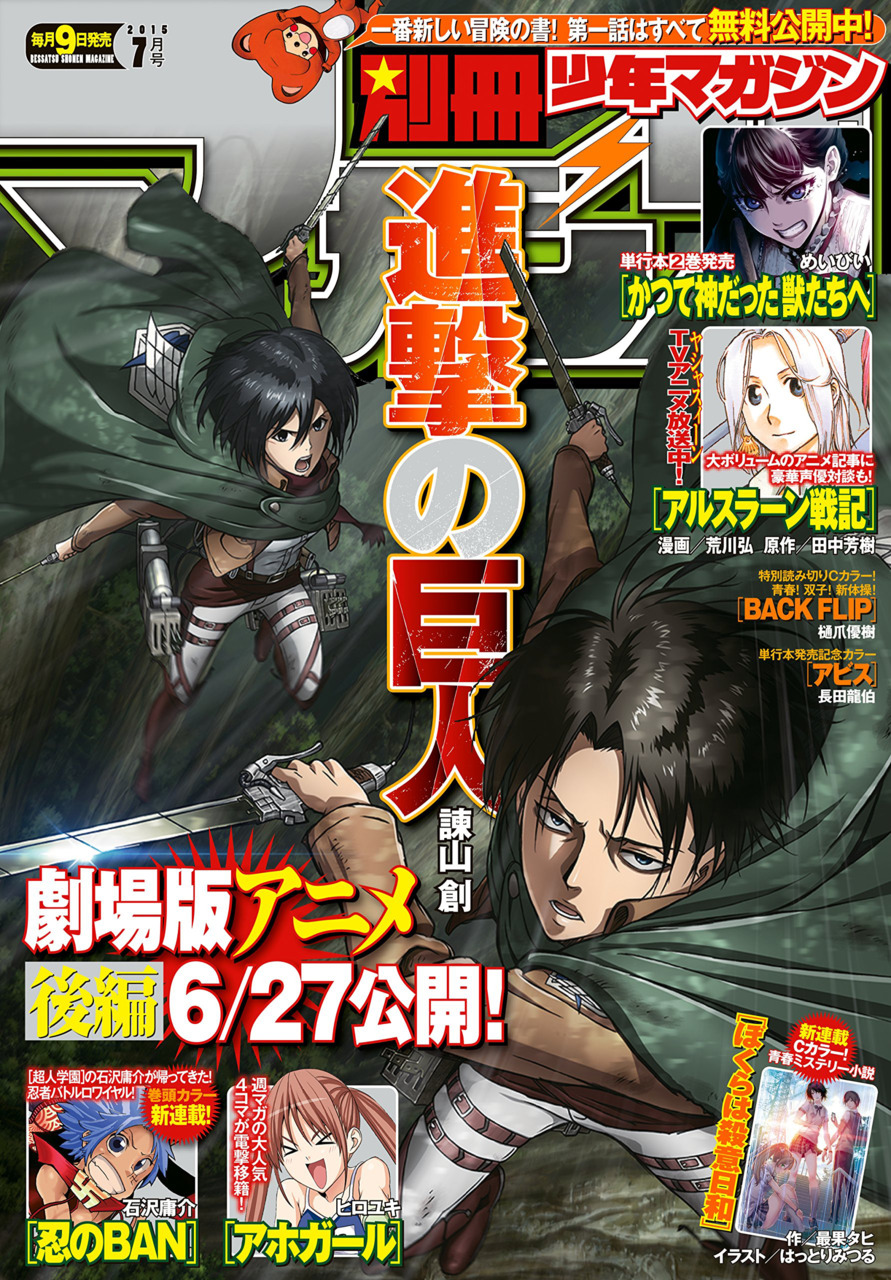 毎月9日発売
BESSATSU SHONEN MAGAZINE
2015
7月号
一番新しい冒険の書! 第一話はすべて無料公開中!
別冊少年マガジン
進撃の巨人
諫山創
単行本2巻発売
めいびい
[かつて神だった獣たちへ]
ヤシャスィーン
TVアニメ放送中!
大ボリュームのアニメ記事に
豪華声優対談も!
[アルスラーン戦記]
漫画/荒川弘 原作/田中芳樹
特別読み切りCカラー!
青春! 双子! 新体操!
[BACK FLIP]
樋爪優樹
単行本発売記念カラー
[アビス]
長田龍伯
劇場版アニメ
後編 6/27公開!
[超人学園]の石沢庸介が帰ってきた!
忍者バトルロワイヤル!
巻頭カラー
新連載!
石沢庸介
[忍のBAN]
週マガの大人気
4コマが電撃移籍!
ヒロユキ
[アホガール]
新連載
Cカラー!
青春ミステリー小説
[ぼくらは殺意日和]
作/最果タヒ
イラスト/はっとりみつる